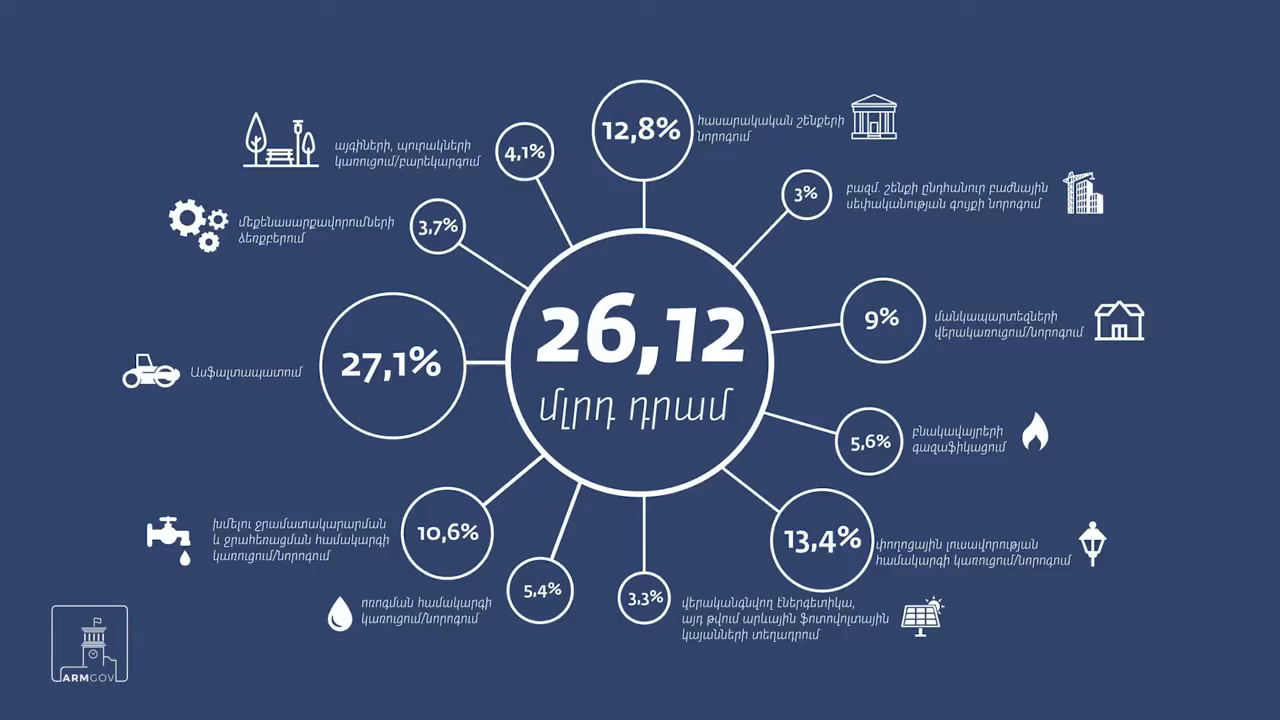 12,8%
հասարակական շենքերի
նորոգում
4,1%
այգիների, պուրակների
կառուցում/բարեկարգում
3%
բազմ. շենքի ընդհանուր բաժնային
սեփականության գույքի նորոգում
3,7%
մեքենասարքավորումների
ձեռքբերում
26,12
մլրդ դրամ
9%
մանկապարտեզների
վերակառուցում/նորոգում
27,1%
Ասֆալտապատում
5,6%
բնակավայրերի
գազաֆիկացում
10,6%
խմելու ջրամատակարարման
և ջրահեռացման համակարգի
կառուցում/նորոգում
13,4%
փողոցային լուսավորության
համակարգի կառուցում/նորոգում
5,4%
ոռոգման համակարգի
կառուցում/նորոգում
3,3%
վերականգնվող էներգետիկա,
այդ թվում արևային ֆոտովոլտային
կայանների տեղադրում
ARMGOV